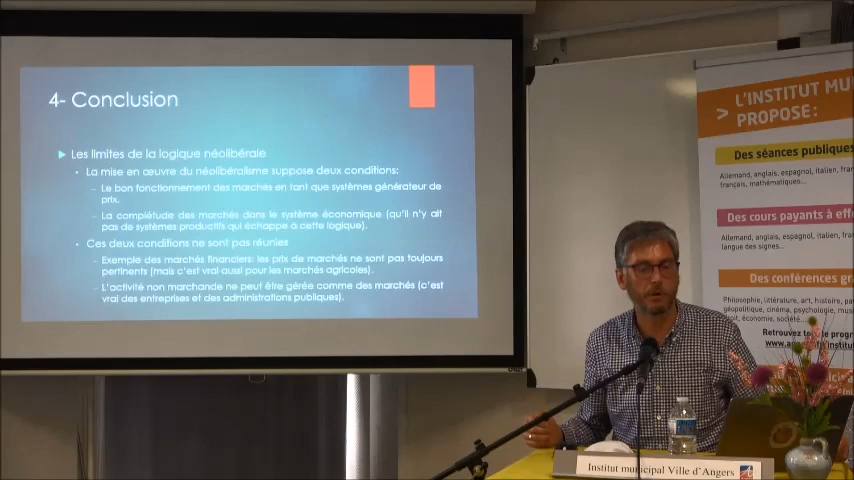 4- Conclusion
Les limites de la logique néolibérale
La mise en œuvre du néolibéralisme suppose deux conditions:
Le bon fonctionnement des marchés en tant que systèmes générateur de
prix.
La complétude des marchés dans le système économique (qu'il n'y ait
pas de systèmes productifs qui échappe à cette logique).
Ces deux conditions ne sont pas réunies
Exemple des marchés financiers: les prix de marchés ne sont pas toujours
pertinents (mais c'est vrai aussi pour les marchés agricoles).
L'activité non marchande ne peut être gérée comme des marchés (c'est
vrai des entreprises et des administrations publiques).
> L'INSTITUT MU
PROPOSE:
Des séances publiques
Allemand, anglais, espagnol, italien, fra
français, mathématiques...
Des cours payants à eff
Allemand, anglais, espagnol, italien, fra
langue des signes...
Des conférences gra
Philosophie, littérature, art, histoire, pa
géopolitique, cinéma, psychologie, mus
droit, économie, société
Retrouvez le progr
Institut municipal Ville d'Angers